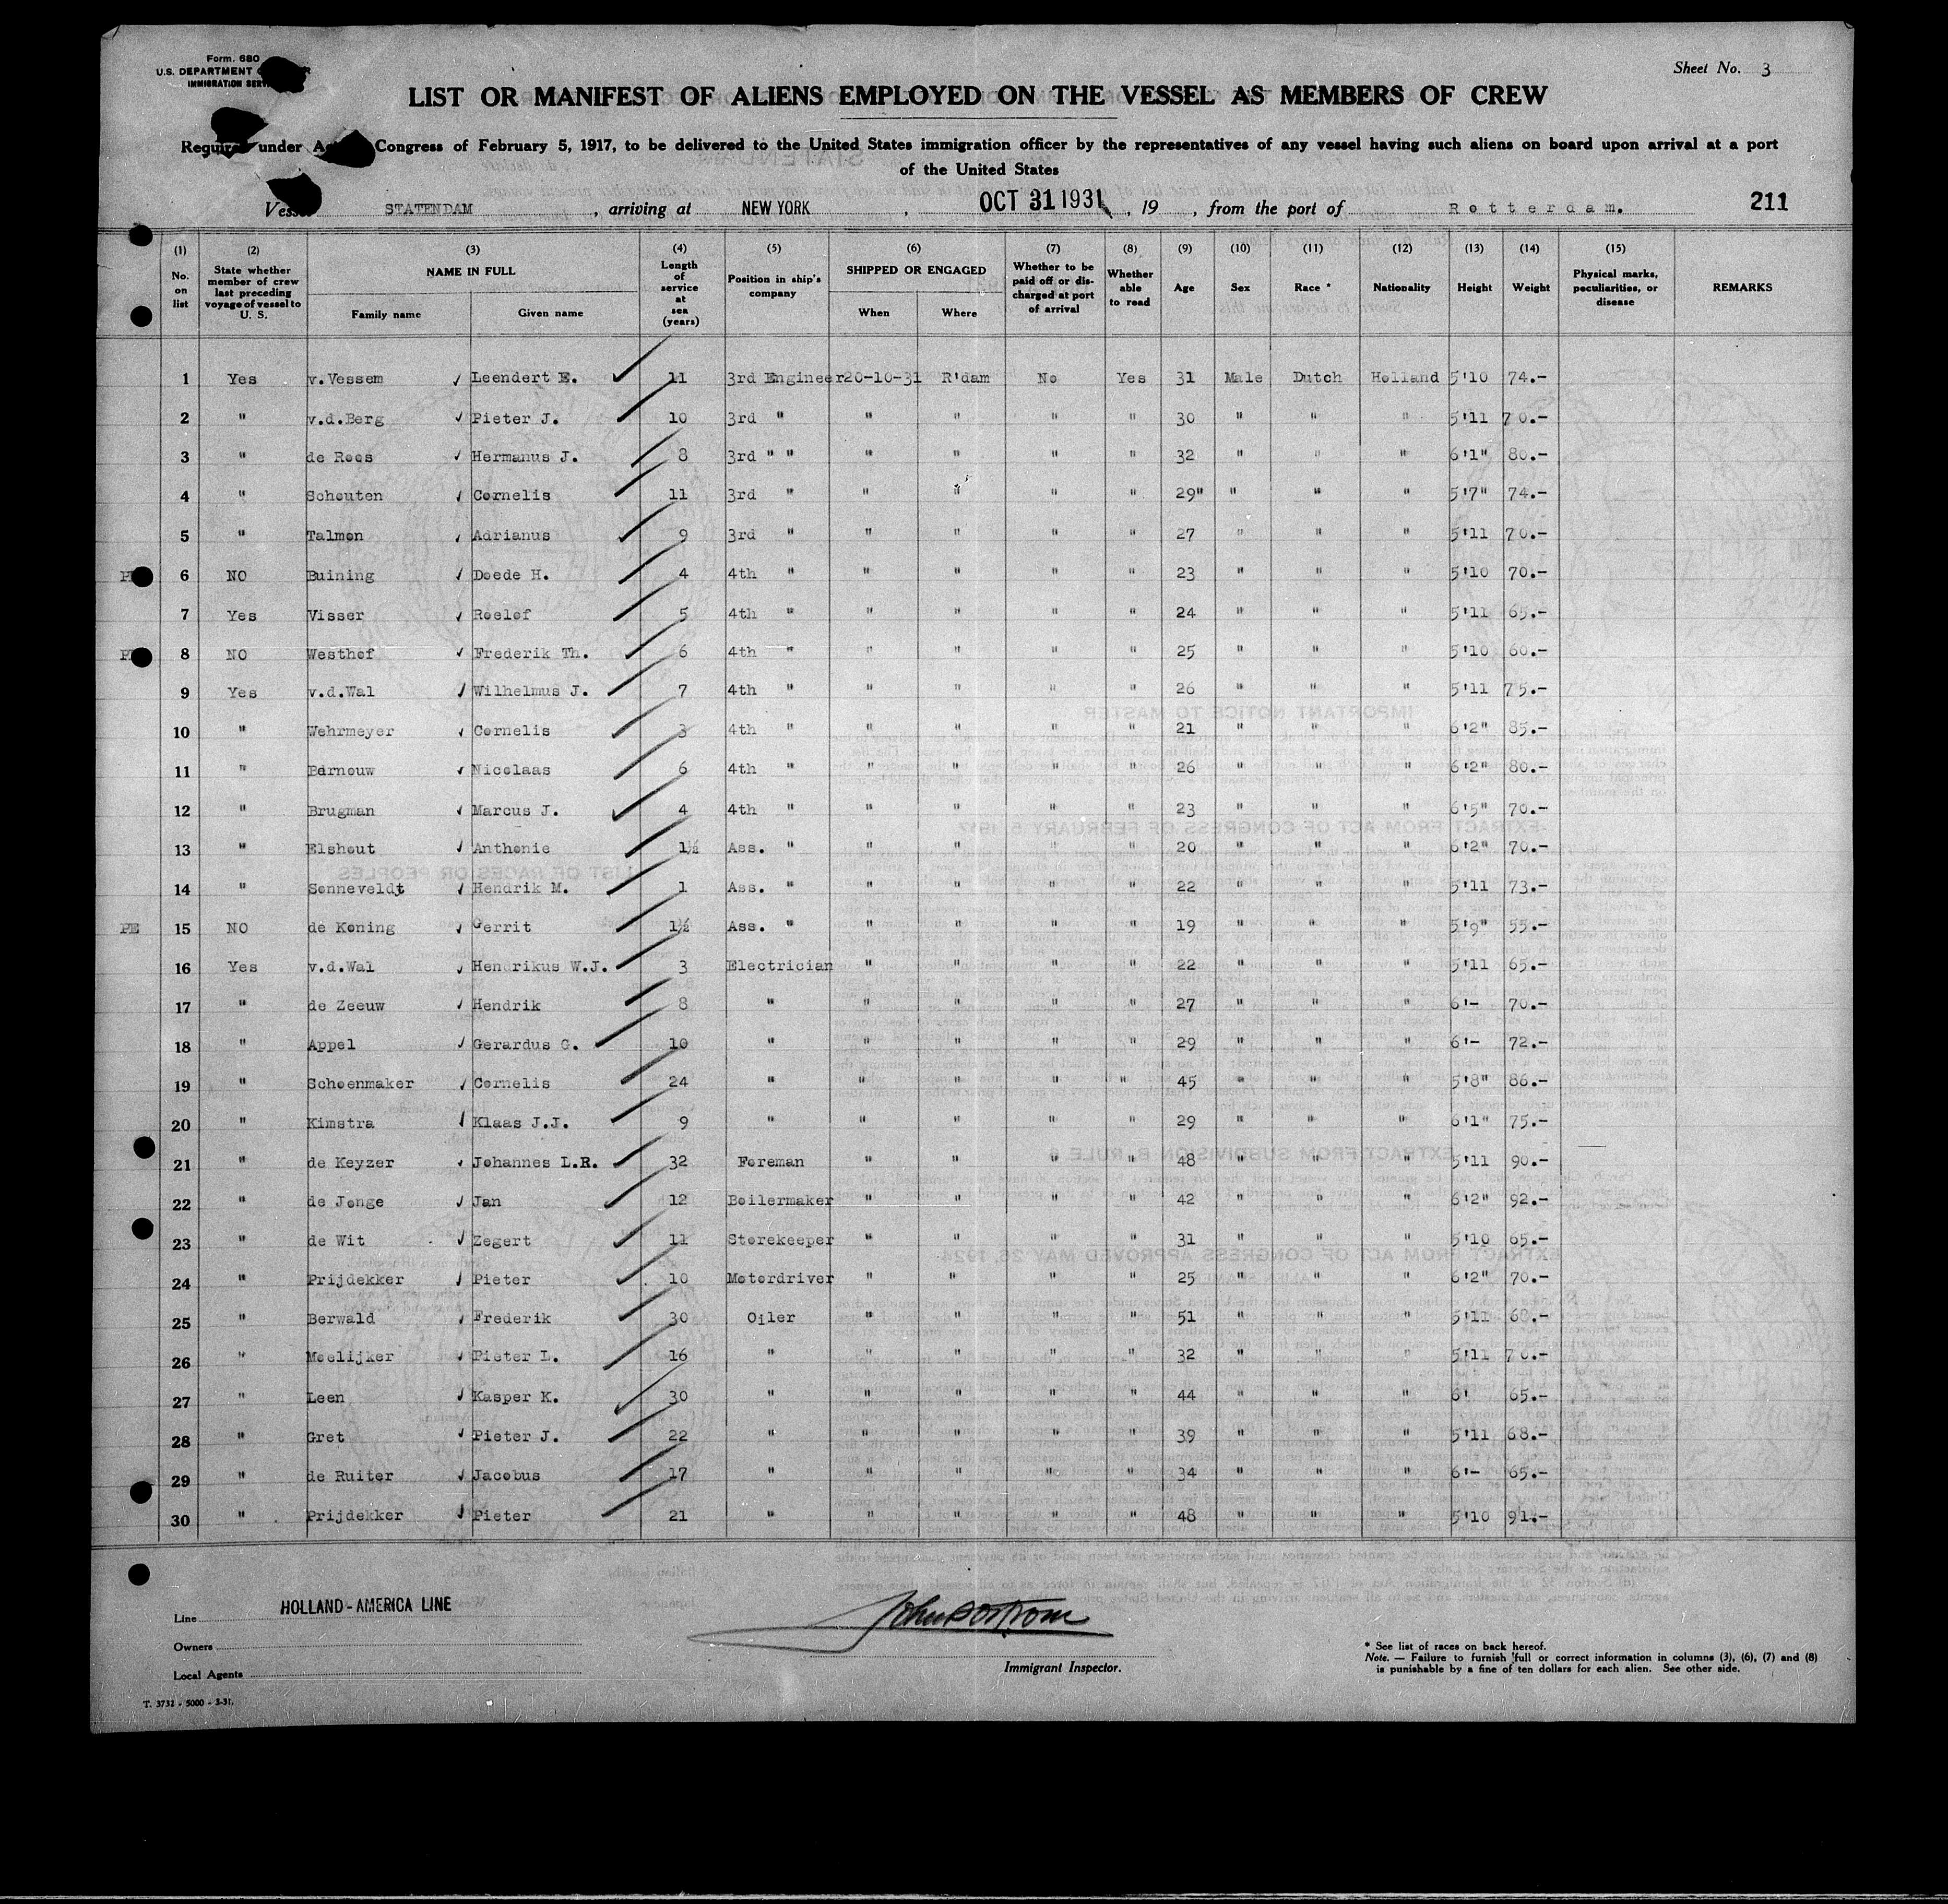 Form. 680
U.S. DEPARTMENT
IMMIGRATION
Sheet No. 3
LIST OR MANIFEST OF ALIENS EMPLOYED ON THE VESSEL AS MEMBERS OF CREW
Required under Congress of February 5, 1917, to be delivered to the United States immigration officer by the representatives of any vessel having such aliens on board upon arrival at a port
of the United States
Vessel STATENDAM , arriving at NEW YORK , OCT 31 1931 , 19 , from the port of Rotterdam. 211
(1) No. on list (2) State whether member of crew last preceding voyage of vessel to U. S. (3) NAME IN FULL Family name Given name (4) Length of service at sea (years) (5) Position in ship's company (6) SHIPPED OR ENGAGED When Where (7) Whether to be paid off or discharged at port of arrival (8) Whether able to read (9) Age (10) Sex (11) Race * (12) Nationality (13) Height (14) Weight (15) Physical marks, peculiarities, or disease REMARKS
1 Yes v.Vessem Leendert E. 11 3rd Engineer 20-10-31 R'dam No Yes 31 Male Dutch Holland 5'10 74.-
2 " v.d.Berg Pieter J. 10 3rd " " " " " 30 " " " 5'11 70.-
3 " de Roos Hermanus J. 8 3rd " " " " " " 32 " " " 6'1" 80.-
4 " Schouten Cornelis 11 3rd " " " " " 29" " " " 5'7" 74.-
5 " Talmon Adrianus 9 3rd " " " " " 27 " " " 5'11 70.-
6 NO Buining Doede H. 4 4th " " " " " 23 " " " 5'10 70.-
7 Yes Visser Roelof 5 4th " " " " " 24 " " " 5'11 65.-
8 NO Westhof Frederik Th. 6 4th " " " " " 25 " " " 5'10 60.-
9 Yes v.d.Wal Wilhelmus J. 7 4th " " " " " 26 " " " 5'11 75.-
10 " Wehrmeyer Cornelis 3 4th " " " " " 21 " " " 6'2" 85.-
11 " Bdrnouw Nicolaas 6 4th " " " " " 26 " " " 6'2" 80.-
12 " Brugman Marcus J. 4 4th " " " " " 23 " " " 6'5" 70.-
13 " Elshout Anthonie 1½ Ass. " " " " " 20 " " " 6'2" 70.-
14 " Sonneveldt Hendrik M. 1 Ass. " " " " " 22 " " " 5'11 73.-
PE 15 NO de Koning Gerrit 1½ Ass. " " " " " 19 " " " 5'9" 55.-
16 Yes v.d.Wal Hendrikus W.J. 3 Electrician " " " " 22 " " " 5'11 65.-
17 " de Zeeuw Hendrik 8 " " " " " 27 " " " 6'- 70.-
18 " Appel Gerardus G. 10 " " " " " 29 " " " 6'- 72.-
19 " Schoenmaker Cornelis 24 " " " " " 45 " " " 5'8" 86.-
20 " Kimstra Klaas J.J. 9 " " " " " 29 " " " 6'1" 75.-
21 " de Keyzer Johannes L.R. 32 Foreman " " " " 48 " " " 5'11 90.-
22 " de Jonge Jan 12 Boilermaker " " " " 42 " " " 6'2" 92.-
23 " de Wit Zegert 11 Storekeeper " " " " 31 " " " 5'10 65.-
24 " Prijdekker Pieter 10 Motordriver " " " " 25 " " " 6'2" 70.-
25 " Berwald Frederik 30 Oiler " " " " 51 " " " 5'11 60.-
26 " Moelijker Pieter L. 16 " " " " " 32 " " " 5'11 70.-
27 " Leen Kasper K. 30 " " " " " 44 " " " 6' 65.-
28 " Gret Pieter J. 22 " " " " " 39 " " " 5'11 68.-
29 " de Ruiter Jacobus 17 " " " " " 34 " " " 6'- 65.-
30 " Prijdekker Pieter 21 " " " " " 48 " " " 5'10 91.-
Line HOLLAND-AMERICA LINE
Owners
Local Agents
T. 3732 - 5000 - 3-31.
Immigrant Inspector.
* See list of races on back hereof.
Note. — Failure to furnish full or correct information in columns (3), (6), (7) and (8)
is punishable by a fine of ten dollars for each alien. See other side.